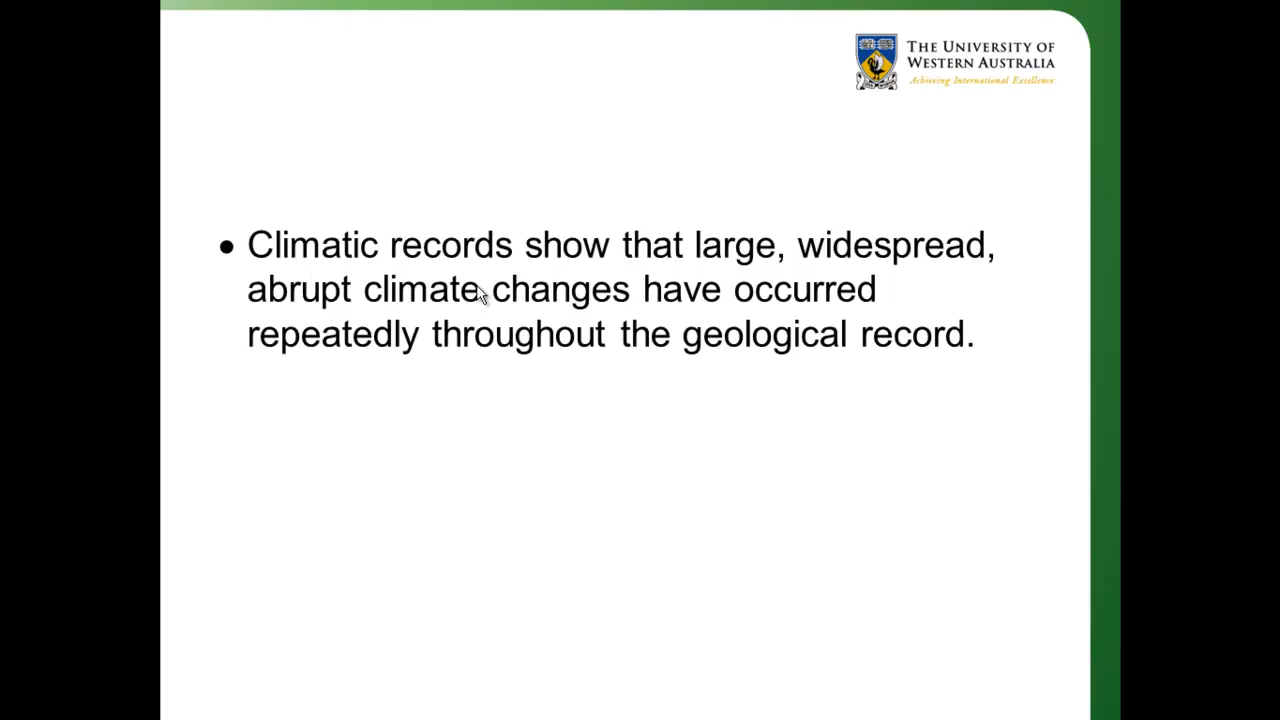 THE UNIVERSITY OF
WESTERN AUSTRALIA
Achieving International Excellence
• Climatic records show that large, widespread,
abrupt climate changes have occurred
repeatedly throughout the geological record.